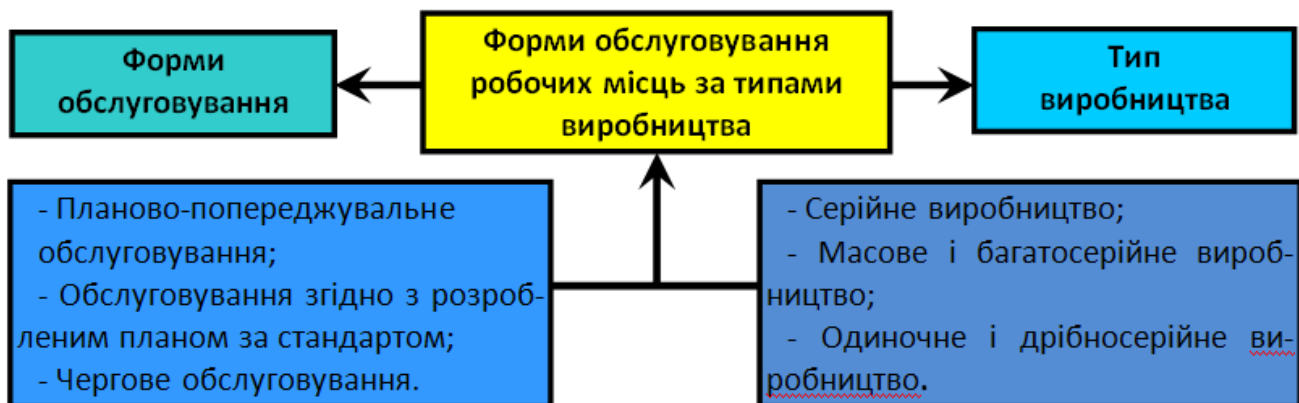 Форми
обслуговування
Форми обслуговування
робочих місць за типами
виробництва
Тип
виробництва
- Планово-попереджувальне
обслуговування;
- Обслуговування згідно з розроб-
леним планом за стандартом;
- Чергове обслуговування.
- Серійне виробництво;
- Масове і багатосерійне вироб-
ництво;
- Одиночне і дрібносерійне ви-
робництво.